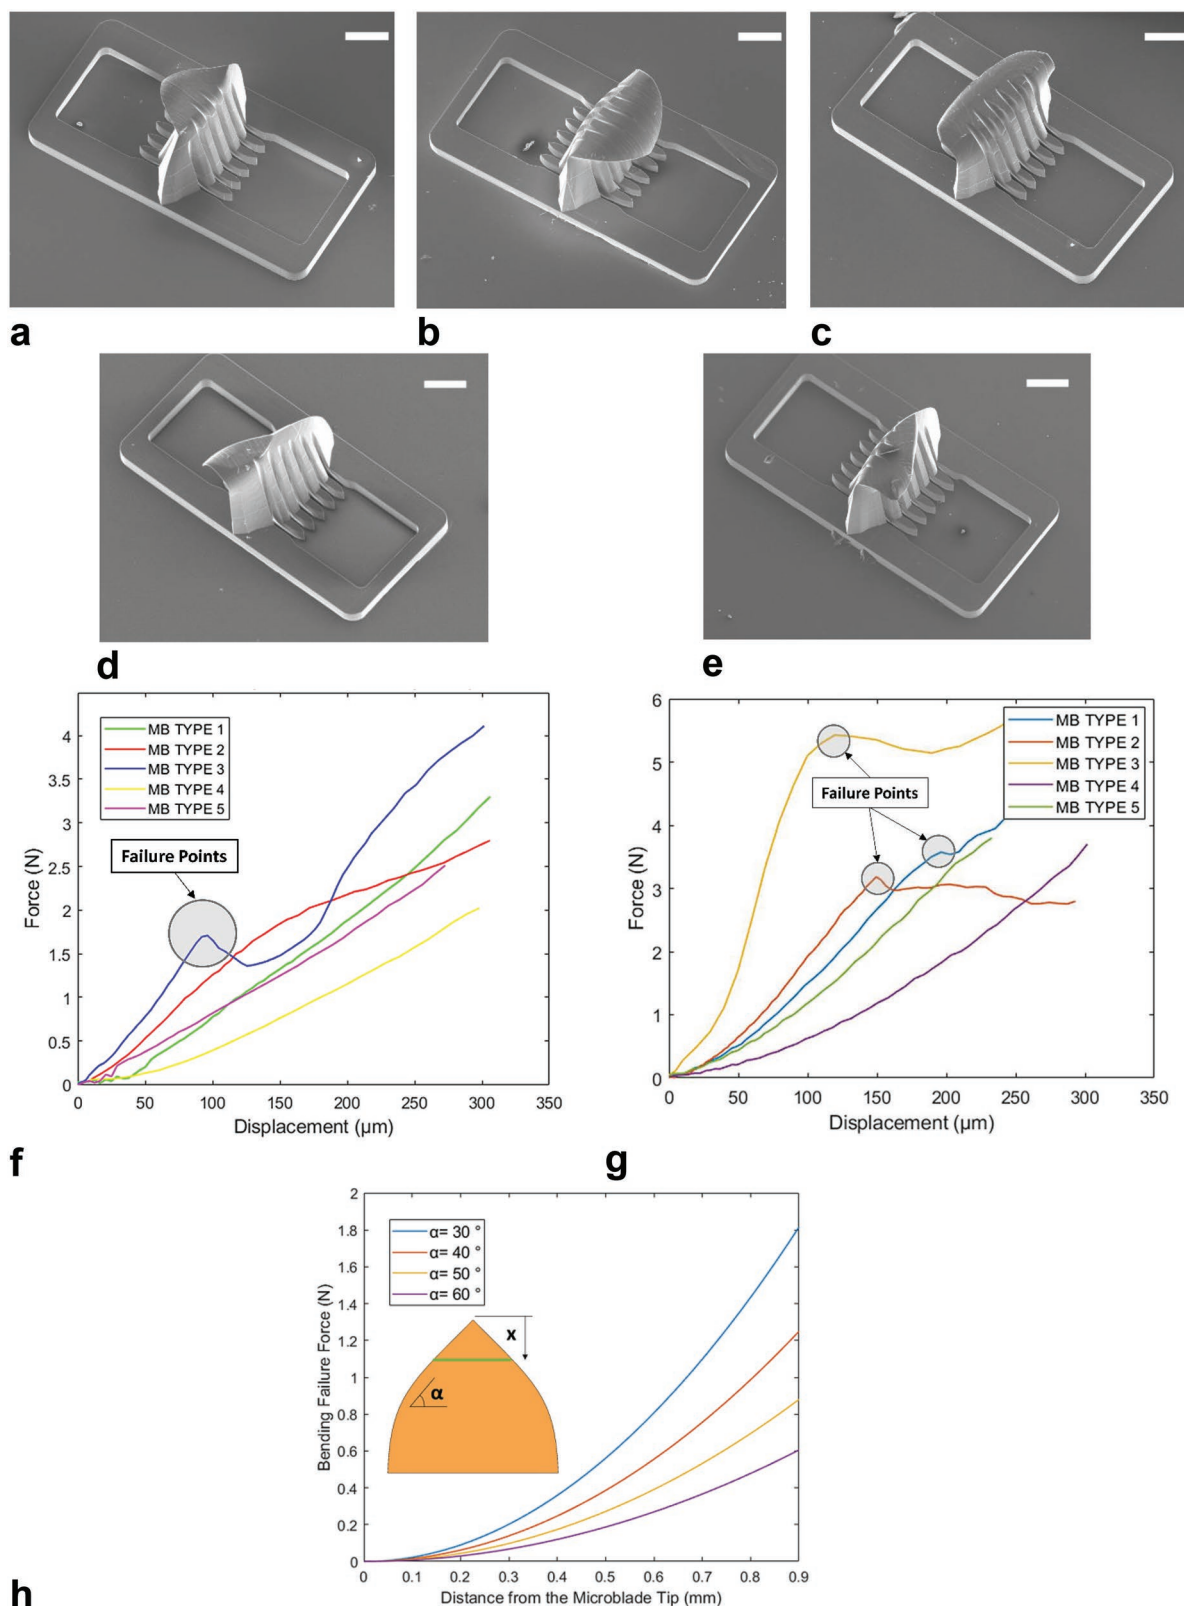 a
b
c
d
e
4
3.5
3
2.5
2
1.5
1
0.5
0
Force (N)
MB TYPE 1
MB TYPE 2
MB TYPE 3
MB TYPE 4
MB TYPE 5
Failure Points
0 50 100 150 200 250 300 350
Displacement (µm)
f
6
5
4
3
2
1
0
Force (N)
MB TYPE 1
MB TYPE 2
MB TYPE 3
MB TYPE 4
MB TYPE 5
Failure Points
0 50 100 150 200 250 300 350
Displacement (µm)
g
2
1.8
1.6
1.4
1.2
1
0.8
0.6
0.4
0.2
0
Bending Failure Force (N)
α= 30 °
α= 40 °
α= 50 °
α= 60 °
x
α
0 0.1 0.2 0.3 0.4 0.5 0.6 0.7 0.8 0.9
Distance from the Microblade Tip (mm)
h